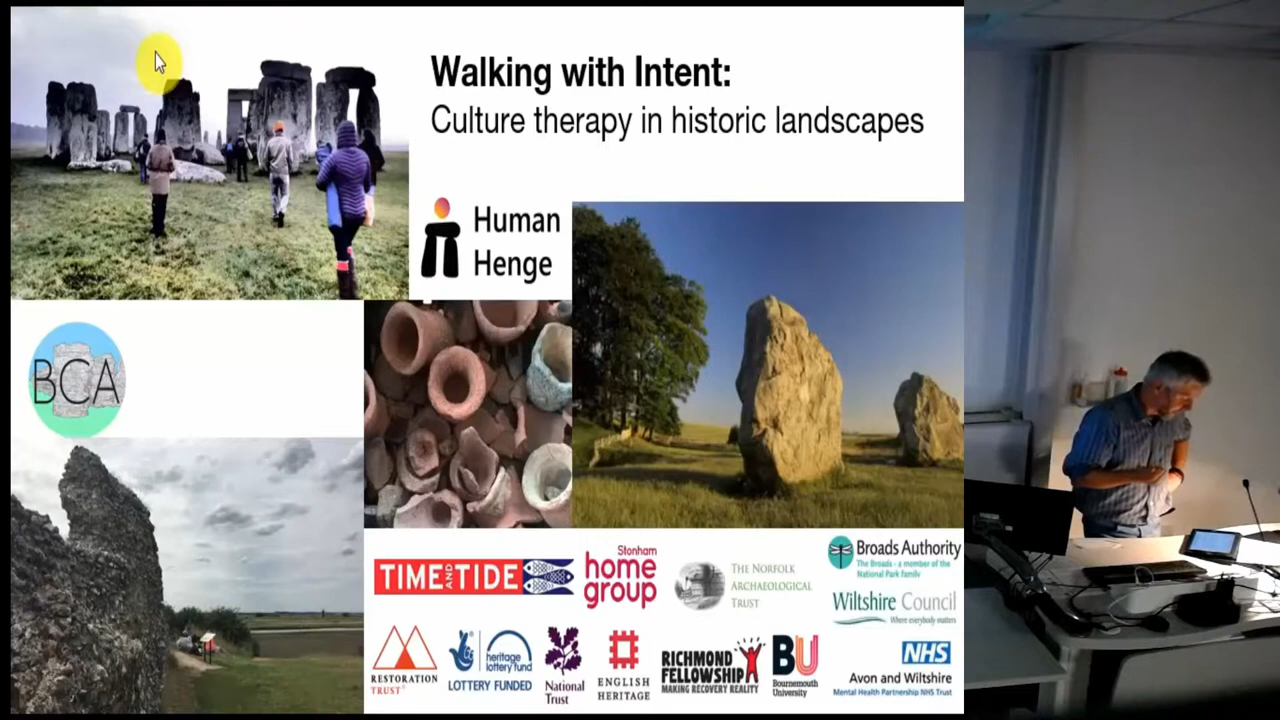 Walking with Intent:
Culture therapy in historic landscapes
Human
Henge
BCA
TIME AND TIDE
Stonham
home
group
THE NORFOLK
ARCHAEOLOGICAL
TRUST
Broads Authority
The Broads - a member of the
National Park family
Wiltshire Council
Where everybody matters
RESTORATION
TRUST
heritage
lottery fund
LOTTERY FUNDED
National
Trust
ENGLISH
HERITAGE
RICHMOND
FELLOWSHIP
MAKING RECOVERY REALITY
BU
Bournemouth
University
NHS
Avon and Wiltshire
Mental Health Partnership NHS Trust